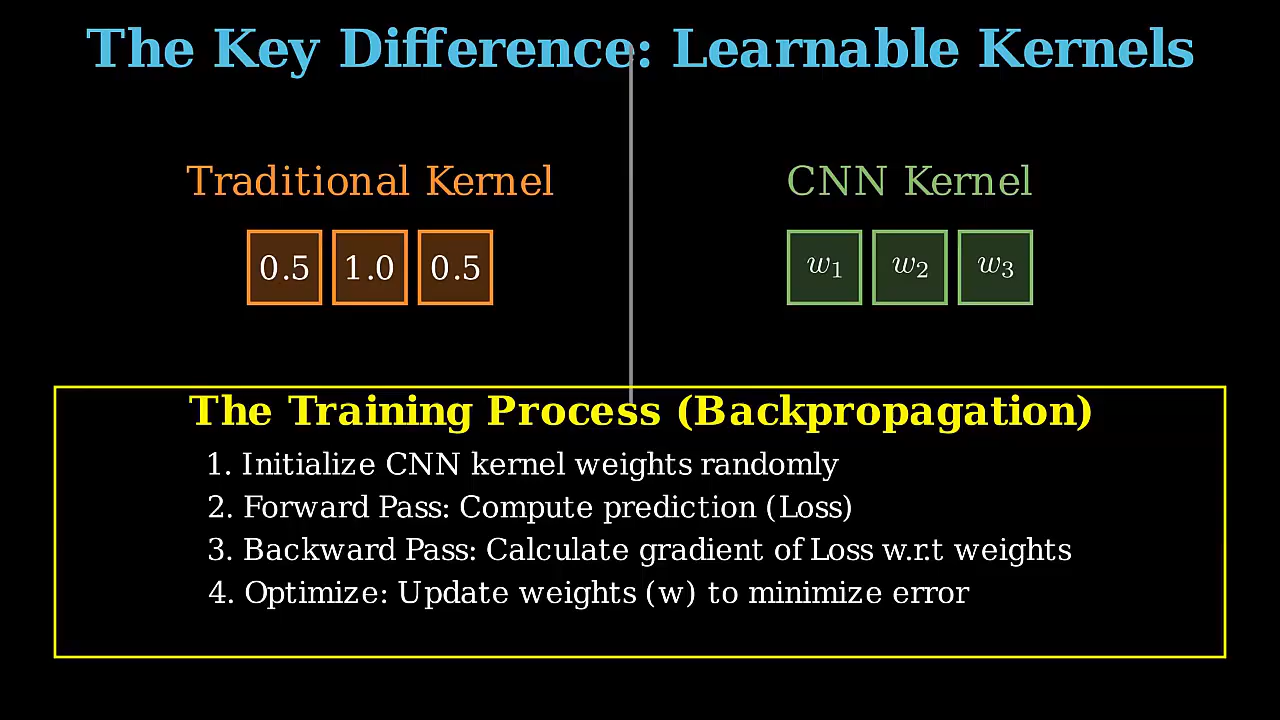 The Key Difference: Learnable Kernels
Traditional Kernel
CNN Kernel
0.5 1.0 0.5
w₁ w₂ w₃
The Training Process (Backpropagation)
1. Initialize CNN kernel weights randomly
2. Forward Pass: Compute prediction (Loss)
3. Backward Pass: Calculate gradient of Loss w.r.t weights
4. Optimize: Update weights (w) to minimize error